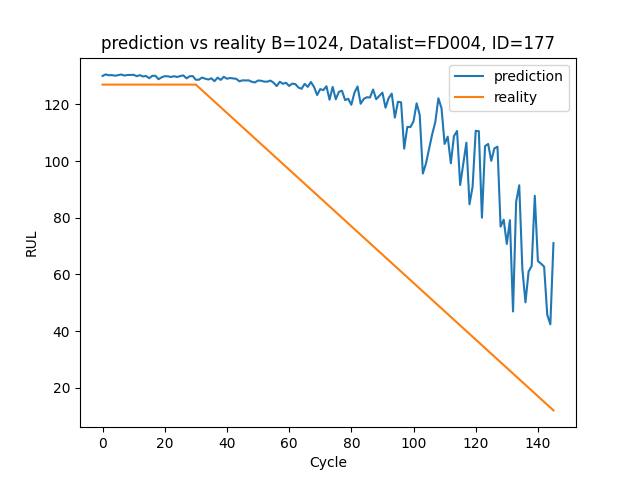 prediction vs reality B=1024, Datalist=FD004, ID=177
prediction
reality
RUL
120
100
80
60
40
20
0 20 40 60 80 100 120 140
Cycle